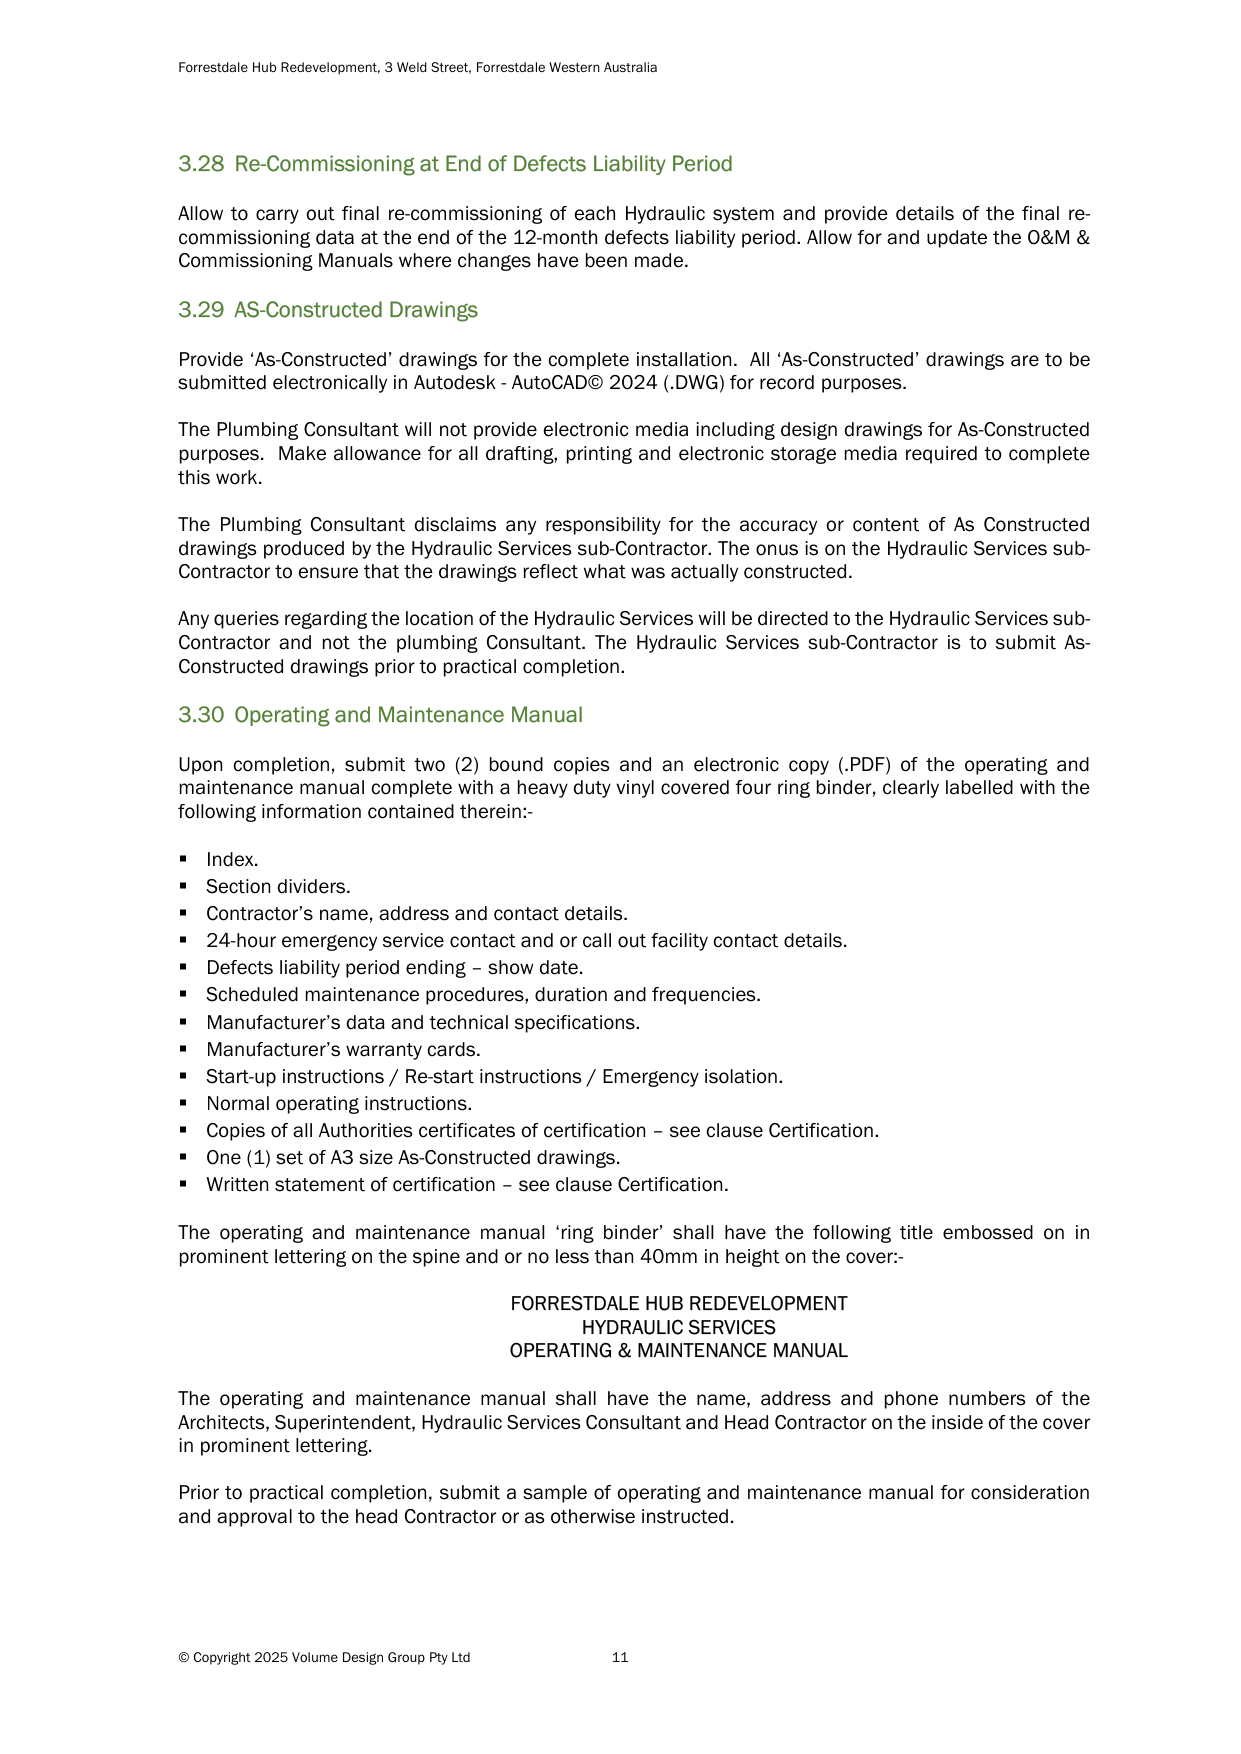 Forrestdale Hub Redevelopment, 3 Weld Street, Forrestdale Western Australia
3.28 Re-Commissioning at End of Defects Liability Period
Allow to carry out final re-commissioning of each Hydraulic system and provide details of the final re-
commissioning data at the end of the 12-month defects liability period. Allow for and update the O&M &
Commissioning Manuals where changes have been made.
3.29 AS-Constructed Drawings
Provide ‘As-Constructed’ drawings for the complete installation.  All ‘As-Constructed’ drawings are to be
submitted electronically in Autodesk - AutoCAD© 2024 (.DWG) for record purposes.
The Plumbing Consultant will not provide electronic media including design drawings for As-Constructed
purposes.  Make allowance for all drafting, printing and electronic storage media required to complete
this work.
The Plumbing Consultant disclaims any responsibility for the accuracy or content of As Constructed
drawings produced by the Hydraulic Services sub-Contractor. The onus is on the Hydraulic Services sub-
Contractor to ensure that the drawings reflect what was actually constructed.
Any queries regarding the location of the Hydraulic Services will be directed to the Hydraulic Services sub-
Contractor and not the plumbing Consultant. The Hydraulic Services sub-Contractor is to submit As-
Constructed drawings prior to practical completion.
3.30 Operating and Maintenance Manual
Upon completion, submit two (2) bound copies and an electronic copy (.PDF) of the operating and
maintenance manual complete with a heavy duty vinyl covered four ring binder, clearly labelled with the
following information contained therein:-
▪ Index.
▪ Section dividers.
▪ Contractor’s name, address and contact details.
▪ 24-hour emergency service contact and or call out facility contact details.
▪ Defects liability period ending – show date.
▪ Scheduled maintenance procedures, duration and frequencies.
▪ Manufacturer’s data and technical specifications.
▪ Manufacturer’s warranty cards.
▪ Start-up instructions / Re-start instructions / Emergency isolation.
▪ Normal operating instructions.
▪ Copies of all Authorities certificates of certification – see clause Certification.
▪ One (1) set of A3 size As-Constructed drawings.
▪ Written statement of certification – see clause Certification.
The operating and maintenance manual ‘ring binder’ shall have the following title embossed on in
prominent lettering on the spine and or no less than 40mm in height on the cover:-
FORRESTDALE HUB REDEVELOPMENT
HYDRAULIC SERVICES
OPERATING & MAINTENANCE MANUAL
The operating and maintenance manual shall have the name, address and phone numbers of the
Architects, Superintendent, Hydraulic Services Consultant and Head Contractor on the inside of the cover
in prominent lettering.
Prior to practical completion, submit a sample of operating and maintenance manual for consideration
and approval to the head Contractor or as otherwise instructed.
© Copyright 2025 Volume Design Group Pty Ltd 11